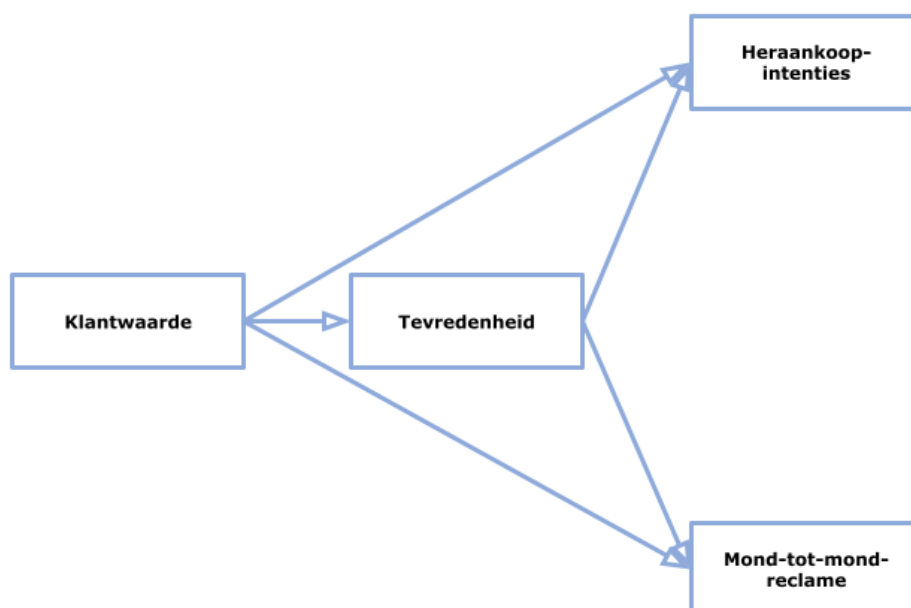 Heraankoop-
intenties
Klantwaarde
Tevredenheid
Mond-tot-mond-
reclame